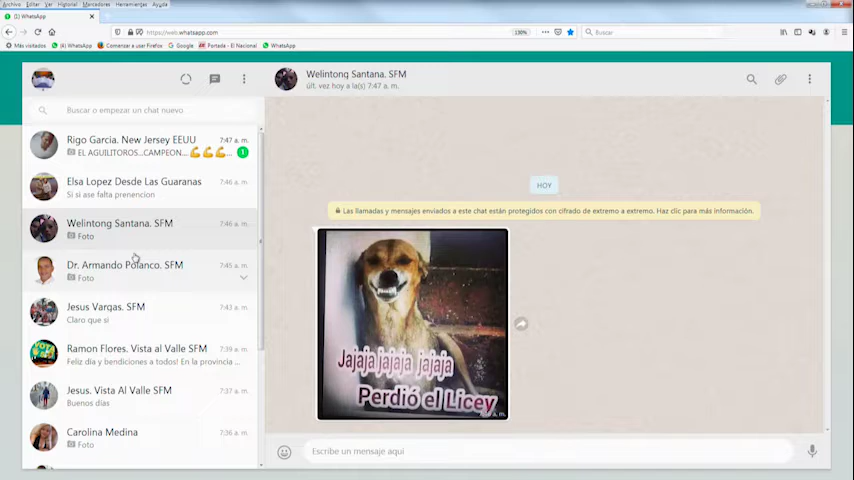 Archivo Editar Ver Historial Marcadores Herramientas Ayuda
(1) WhatsApp
https://web.whatsapp.com
130%
Buscar
Más visitados
(4) WhatsApp
Comenzar a usar Firefox
Google
Portada - El Nacional
WhatsApp
Welintong Santana. SFM
últ. vez hoy a la(s) 7:47 a. m.
Buscar o empezar un chat nuevo
Rigo Garcia. New Jersey EEUU
7:47 a. m.
EL AGUILITOROS...CAMPEON... 💪💪💪...
1
Elsa Lopez Desde Las Guaranas
7:46 a. m.
Si si ase falta prenencion
Welintong Santana. SFM
7:46 a. m.
Foto
Dr. Armando Polanco. SFM
7:45 a. m.
Foto
Jesus Vargas. SFM
7:43 a. m.
Claro que si
Ramon Flores. Vista al Valle SFM
7:39 a. m.
Feliz día y bendiciones a todos! En la provincia ...
Jesus. Vista Al Valle SFM
7:37 a. m.
Buenos días
Carolina Medina
7:36 a. m.
Foto
HOY
Las llamadas y mensajes enviados a este chat están protegidos con cifrado de extremo a extremo. Haz clic para más información.
Jajaja jajaja jajaja
Perdió el Licey
a. m.
Escribe un mensaje aquí